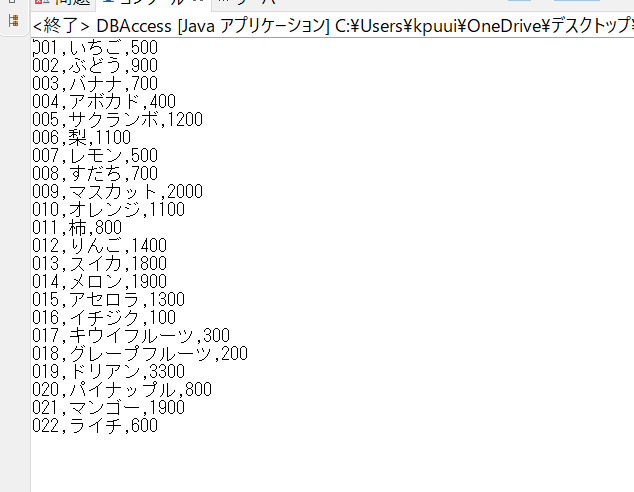 <終了> DBAccess [Java アプリケーション] C:¥Users¥kpuui¥OneDrive¥デスクトップ¥
001,いちご,500
002,ぶどう,900
003,バナナ,700
004,アボカド,400
005,サクランボ,1200
006,梨,1100
007,レモン,500
008,すだち,700
009,マスカット,2000
010,オレンジ,1100
011,柿,800
012,りんご,1400
013,スイカ,1800
014,メロン,1900
015,アセロラ,1300
016,イチジク,100
017,キウイフルーツ,300
018,グレープフルーツ,200
019,ドリアン,3300
020,パイナップル,800
021,マンゴー,1900
022,ライチ,600